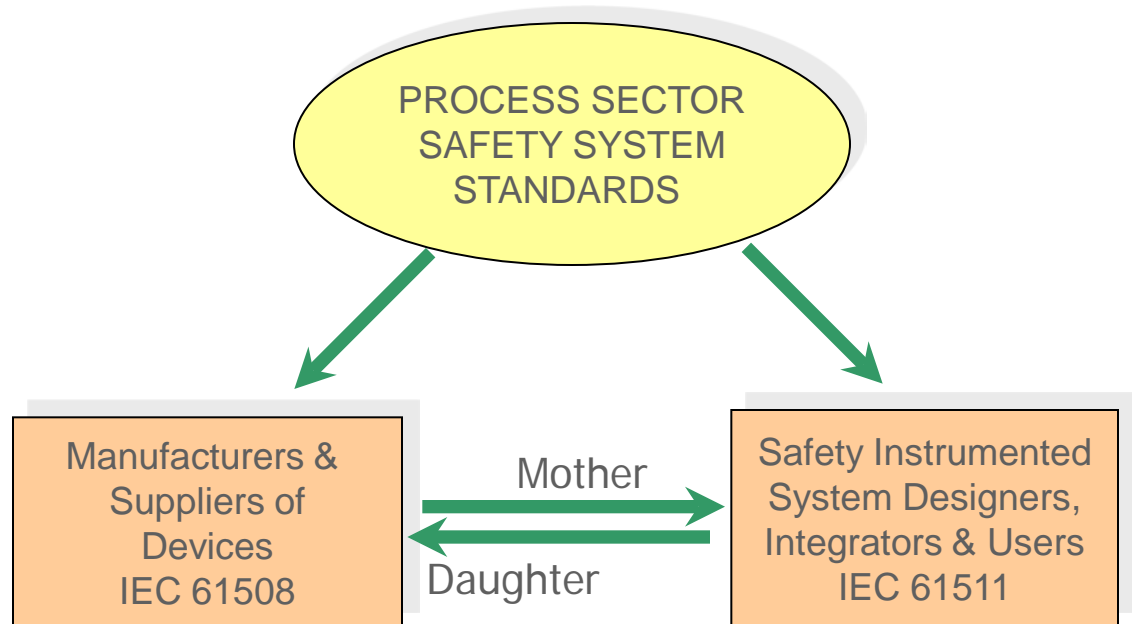 PROCESS SECTOR
SAFETY SYSTEM
STANDARDS
Manufacturers &
Suppliers of
Devices
IEC 61508
Mother
Daughter
Safety Instrumented
System Designers,
Integrators & Users
IEC 61511